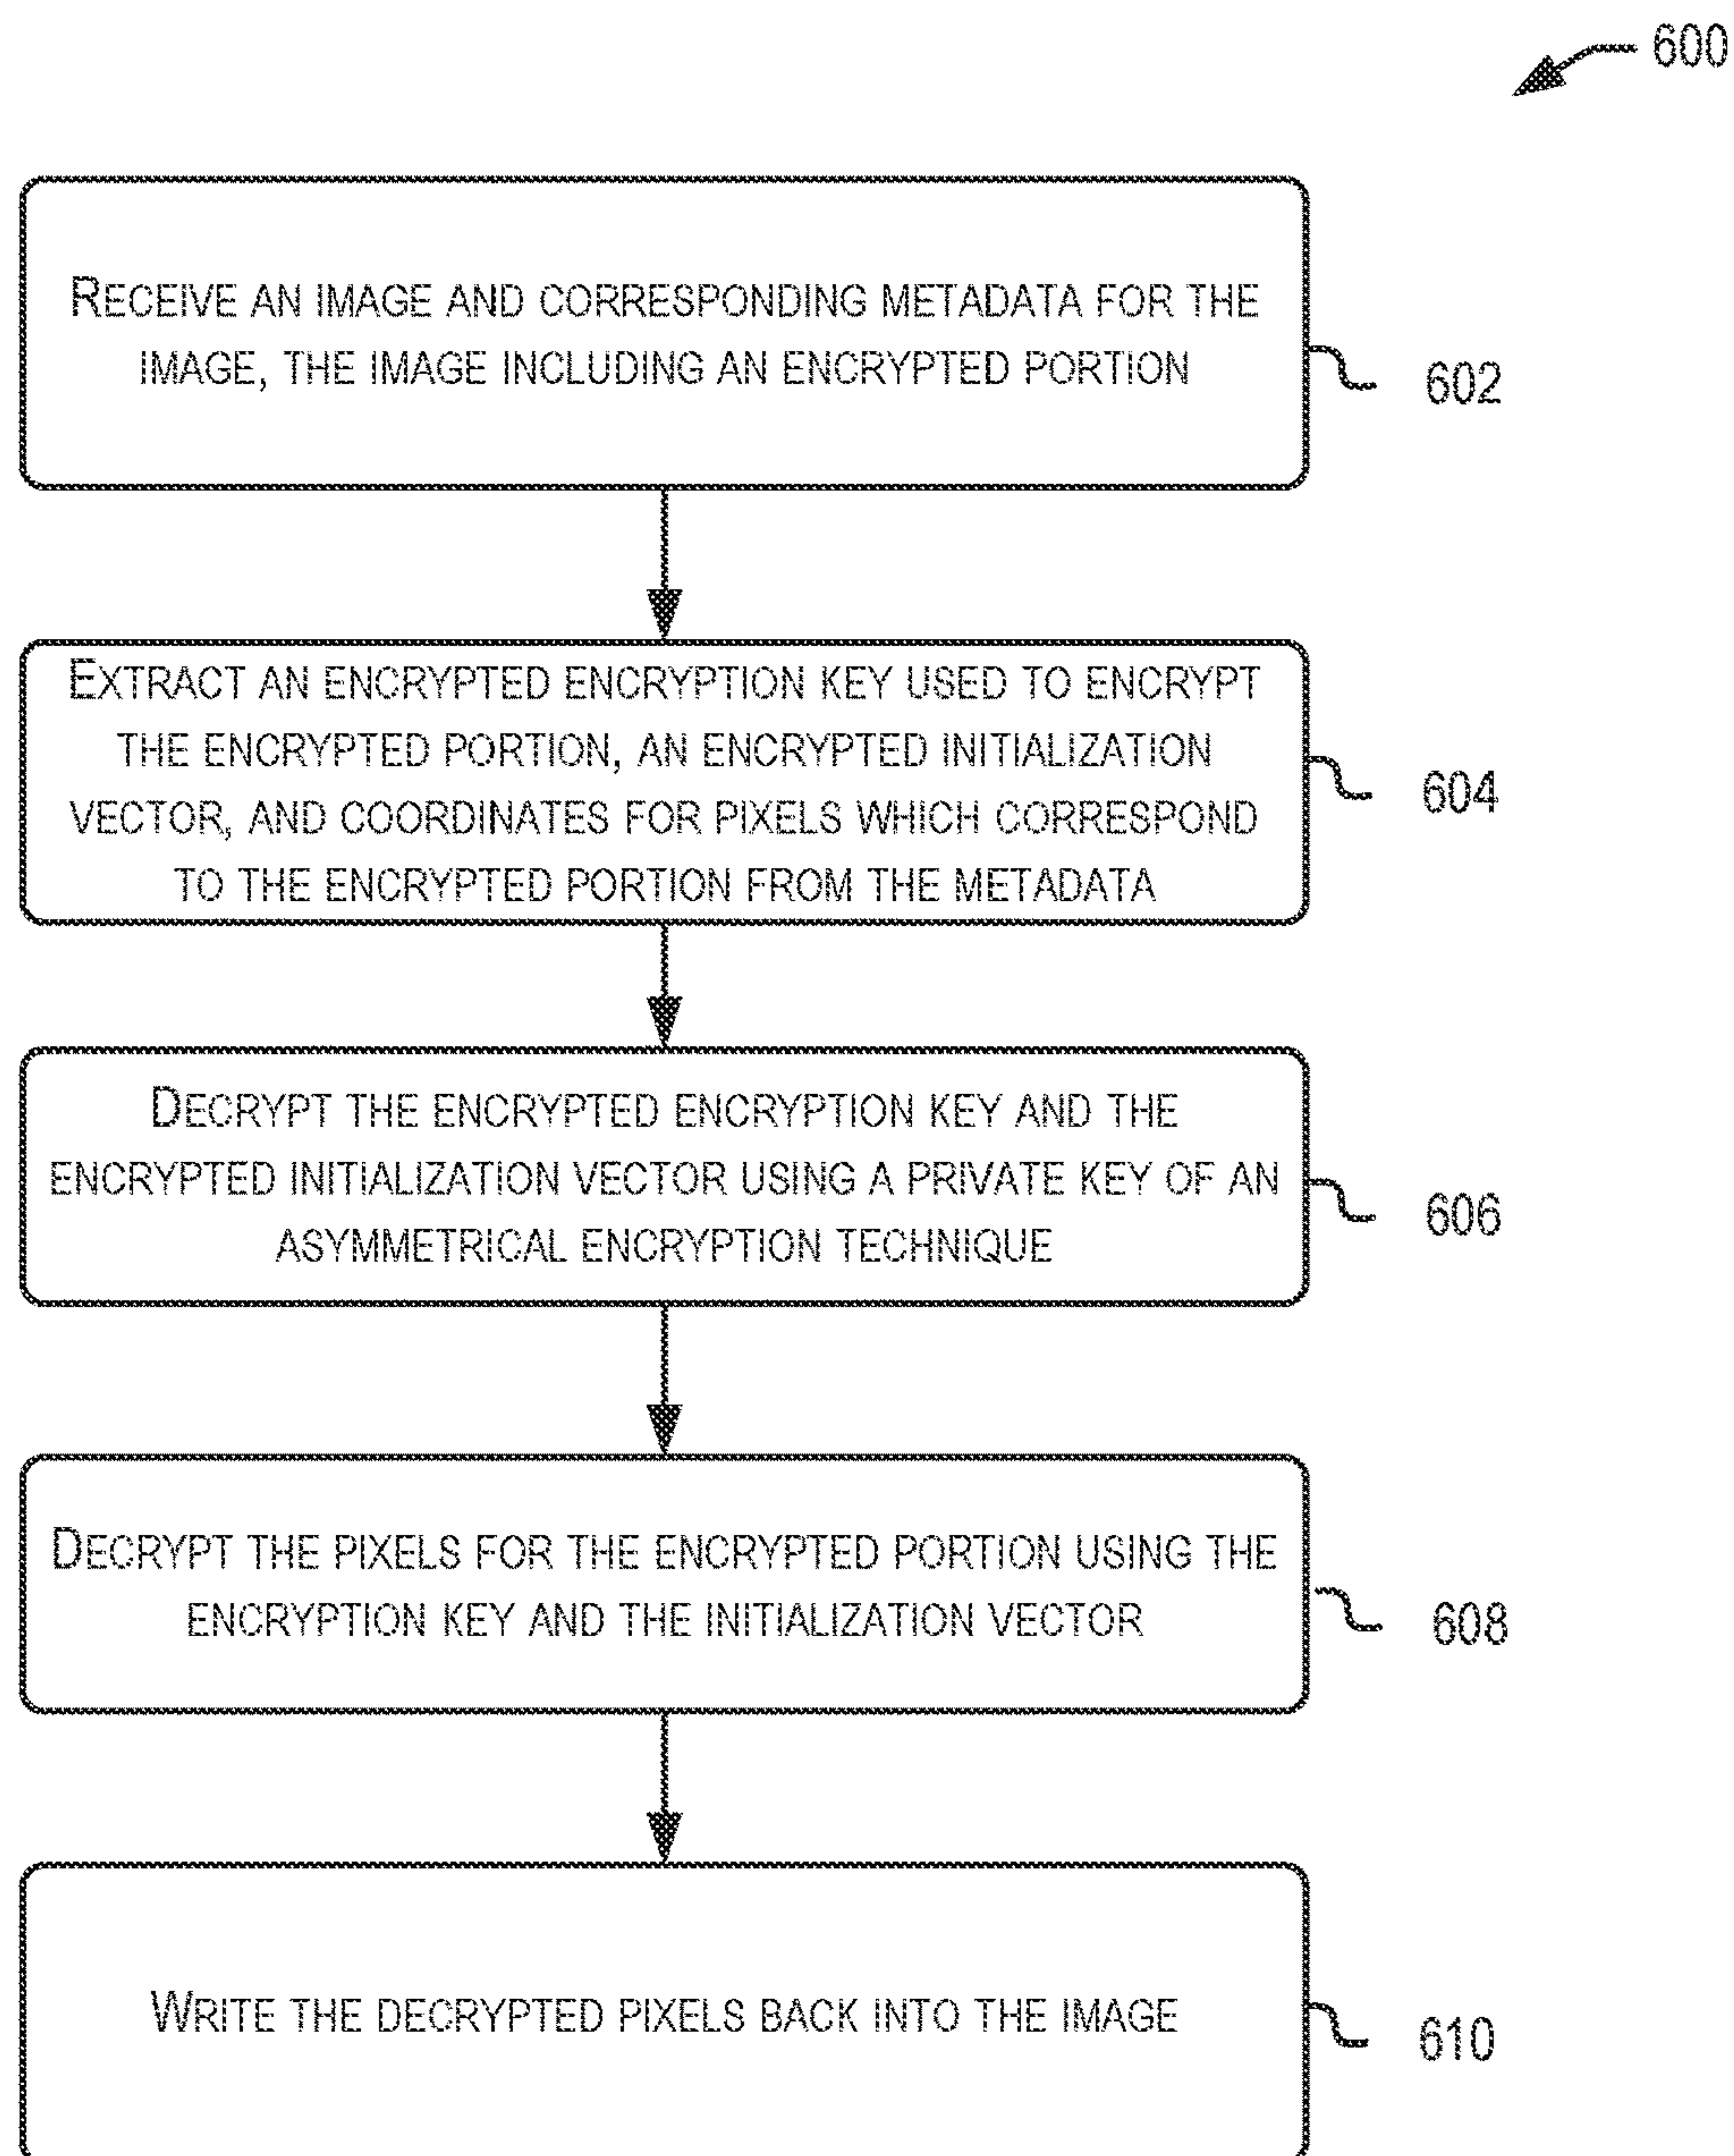 600
RECEIVE AN IMAGE AND CORRESPONDING METADATA FOR THE
IMAGE, THE IMAGE INCLUDING AN ENCRYPTED PORTION
602
EXTRACT AN ENCRYPTED ENCRYPTION KEY USED TO ENCRYPT
THE ENCRYPTED PORTION, AN ENCRYPTED INITIALIZATION
VECTOR, AND COORDINATES FOR PIXELS WHICH CORRESPOND
TO THE ENCRYPTED PORTION FROM THE METADATA
604
DECRYPT THE ENCRYPTED ENCRYPTION KEY AND THE
ENCRYPTED INITIALIZATION VECTOR USING A PRIVATE KEY OF AN
ASYMMETRICAL ENCRYPTION TECHNIQUE
606
DECRYPT THE PIXELS FOR THE ENCRYPTED PORTION USING THE
ENCRYPTION KEY AND THE INITIALIZATION VECTOR
608
WRITE THE DECRYPTED PIXELS BACK INTO THE IMAGE
610